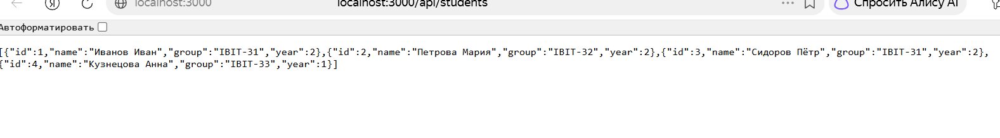 Я localhost:3000 localhost:3000/api/students Спросить Алису AI
Автоформатировать
[{"id":1,"name":"Иванов Иван","group":"IBIT-31","year":2},{"id":2,"name":"Петрова Мария","group":"IBIT-32","year":2},{"id":3,"name":"Сидоров Пётр","group":"IBIT-31","year":2},
{"id":4,"name":"Кузнецова Анна","group":"IBIT-33","year":1}]